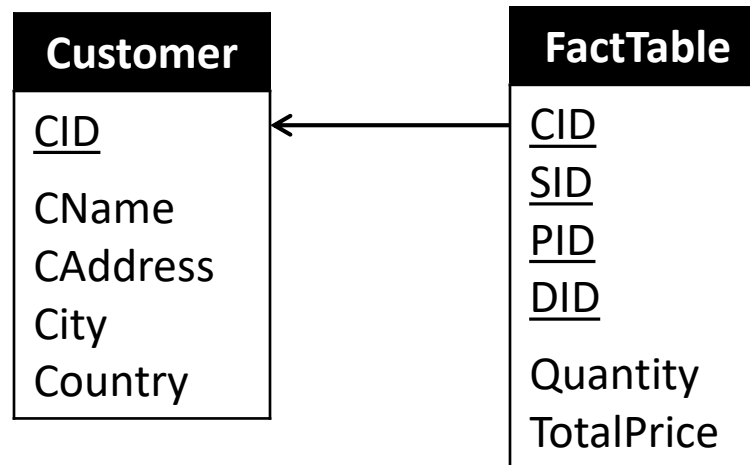 Customer
CID
CName
CAddress
City
Country
FactTable
CID
SID
PID
DID
Quantity
TotalPrice